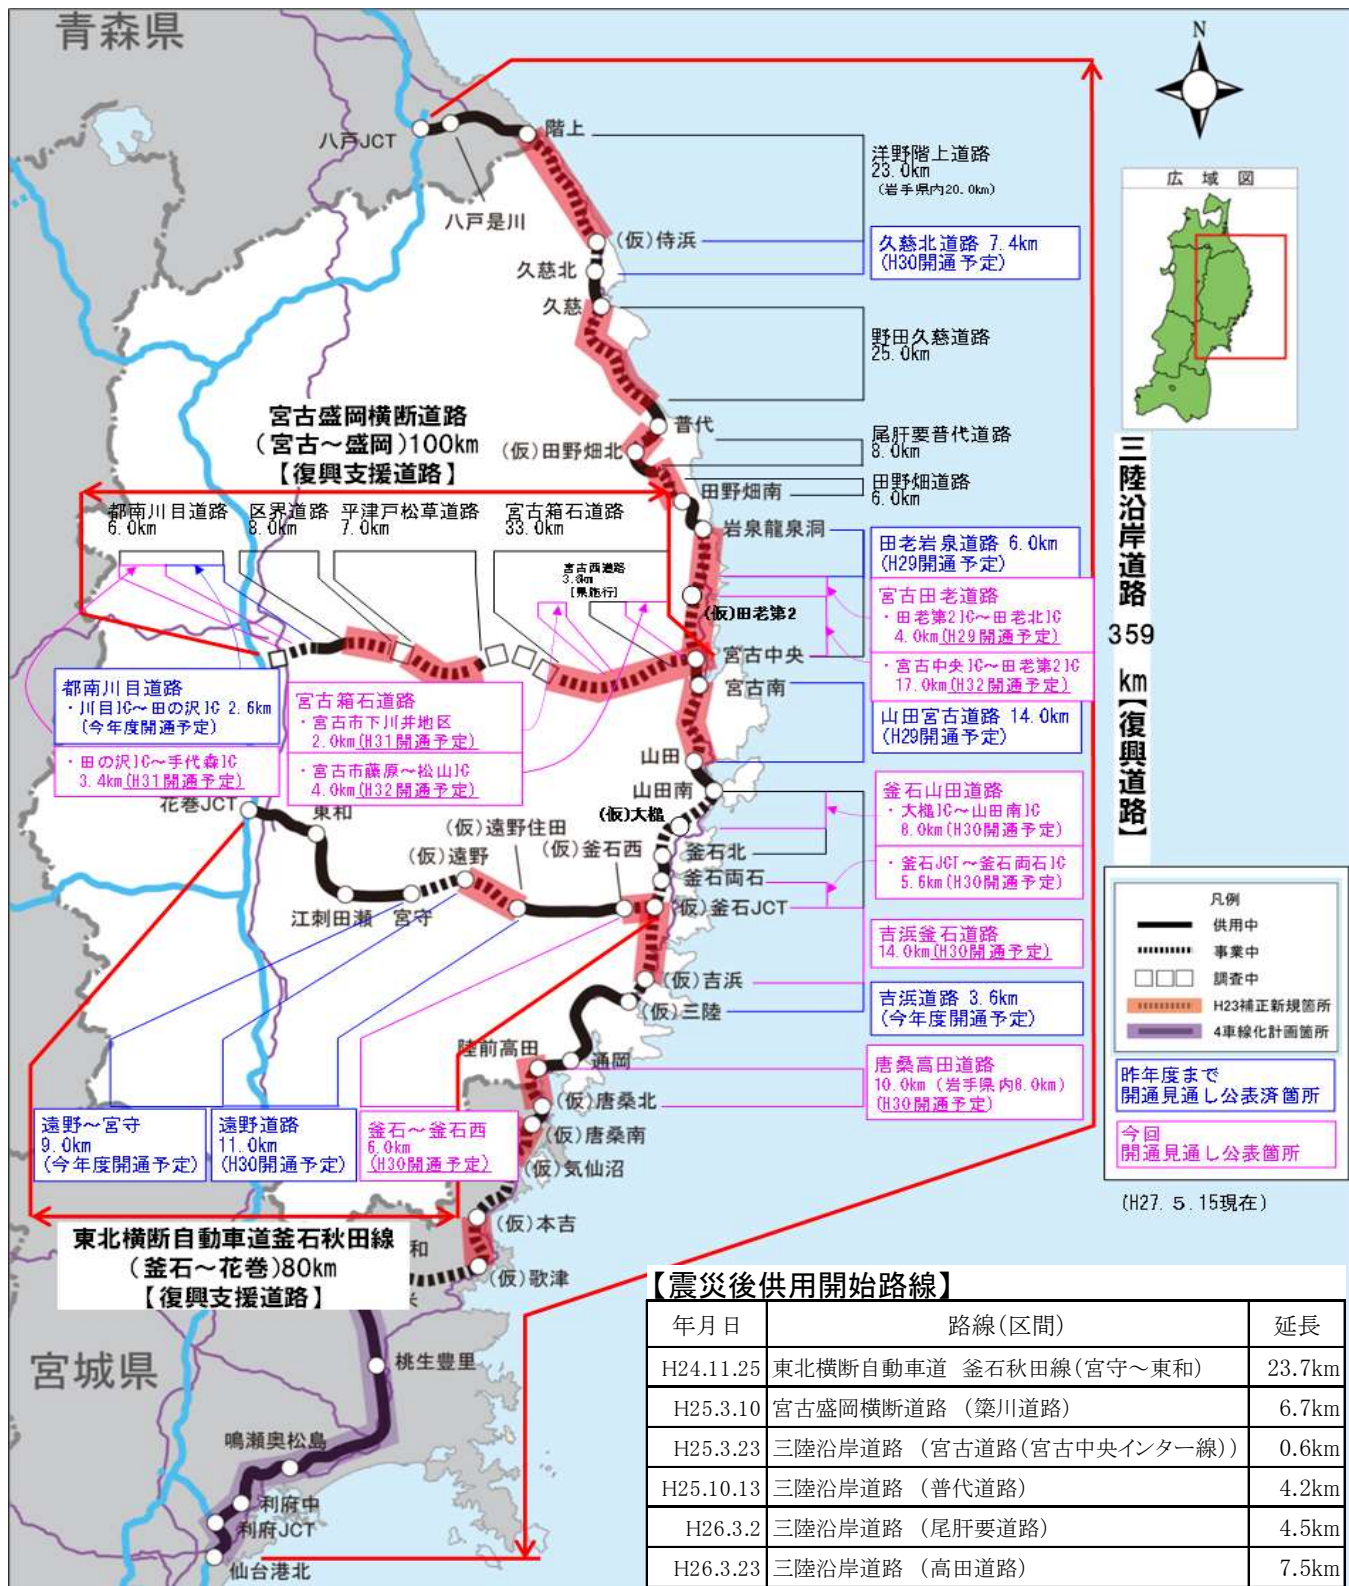 青森県
N
八戸JCT
階上
八戸是川
(仮)侍浜
久慈北
久慈
普代
(仮)田野畑北
田野畑南
岩泉龍泉洞
(仮)田老第2
宮古中央
宮古南
山田
山田南
(仮)大槌
釜石北
釜石両石
(仮)釜石JCT
(仮)吉浜
(仮)三陸
通岡
陸前高田
(仮)唐桑北
(仮)唐桑南
(仮)気仙沼
(仮)本吉
(仮)歌津
洋野階上道路
23.0km
(岩手県内20.0km)
久慈北道路 7.4km
(H30開通予定)
野田久慈道路
25.0km
尾肝要普代道路
8.0km
田野畑道路
6.0km
田老岩泉道路 6.0km
(H29開通予定)
宮古田老道路
・田老第2IC～田老北IC
4.0km(H29開通予定)
・宮古中央IC～田老第2IC
17.0km(H32開通予定)
山田宮古道路 14.0km
(H29開通予定)
釜石山田道路
・大槌IC～山田南IC
8.0km(H30開通予定)
・釜石JCT～釜石両石IC
5.6km(H30開通予定)
吉浜釜石道路
14.0km(H30開通予定)
吉浜道路 3.6km
(今年度開通予定)
唐桑高田道路
10.0km (岩手県内8.0km)
(H30開通予定)
広域図
三陸沿岸道路 359 km【復興道路】
宮古盛岡横断道路
(宮古～盛岡)100km
【復興支援道路】
都南川目道路
6.0km
区界道路
8.0km
平津戸松草道路
7.0km
宮古箱石道路
33.0km
宮古西道路
3.6km
[県施行]
都南川目道路
・川目IC～田の沢IC 2.6km
(今年度開通予定)
・田の沢IC～手代森IC
3.4km(H31開通予定)
宮古箱石道路
・宮古市下川井地区
2.0km(H31開通予定)
・宮古市藤原～松山IC
4.0km(H32開通予定)
花巻JCT
東和
江刺田瀬
宮守
(仮)遠野
(仮)遠野住田
(仮)釜石西
遠野～宮守
9.0km
(今年度開通予定)
遠野道路
11.0km
(H30開通予定)
釜石～釜石西
6.0km
(H30開通予定)
東北横断自動車道釜石秋田線
(釜石～花巻)80km
【復興支援道路】
和
米
宮城県
桃生豊里
鳴瀬奥松島
利府中
利府JCT
仙台港北
凡例
供用中
事業中
調査中
H23補正新規箇所
4車線化計画箇所
昨年度まで
開通見通し公表済箇所
今回
開通見通し公表箇所
(H27.5.15現在)
【震災後供用開始路線】
年月日 路線(区間) 延長
H24.11.25 東北横断自動車道 釜石秋田線(宮守～東和) 23.7km
H25.3.10 宮古盛岡横断道路 (簗川道路) 6.7km
H25.3.23 三陸沿岸道路 (宮古道路(宮古中央インター線)) 0.6km
H25.10.13 三陸沿岸道路 (普代道路) 4.2km
H26.3.2 三陸沿岸道路 (尾肝要道路) 4.5km
H26.3.23 三陸沿岸道路 (高田道路) 7.5km